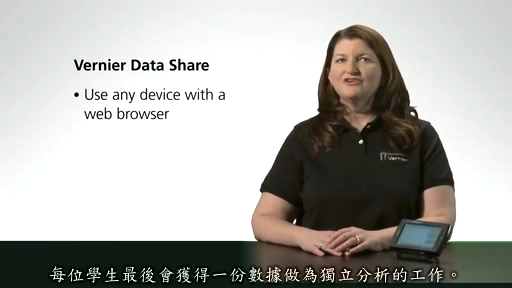 Vernier Data Share
• Use any device with a
web browser
Vernier
每位學生最後會獲得一份數據做為獨立分析的工作。